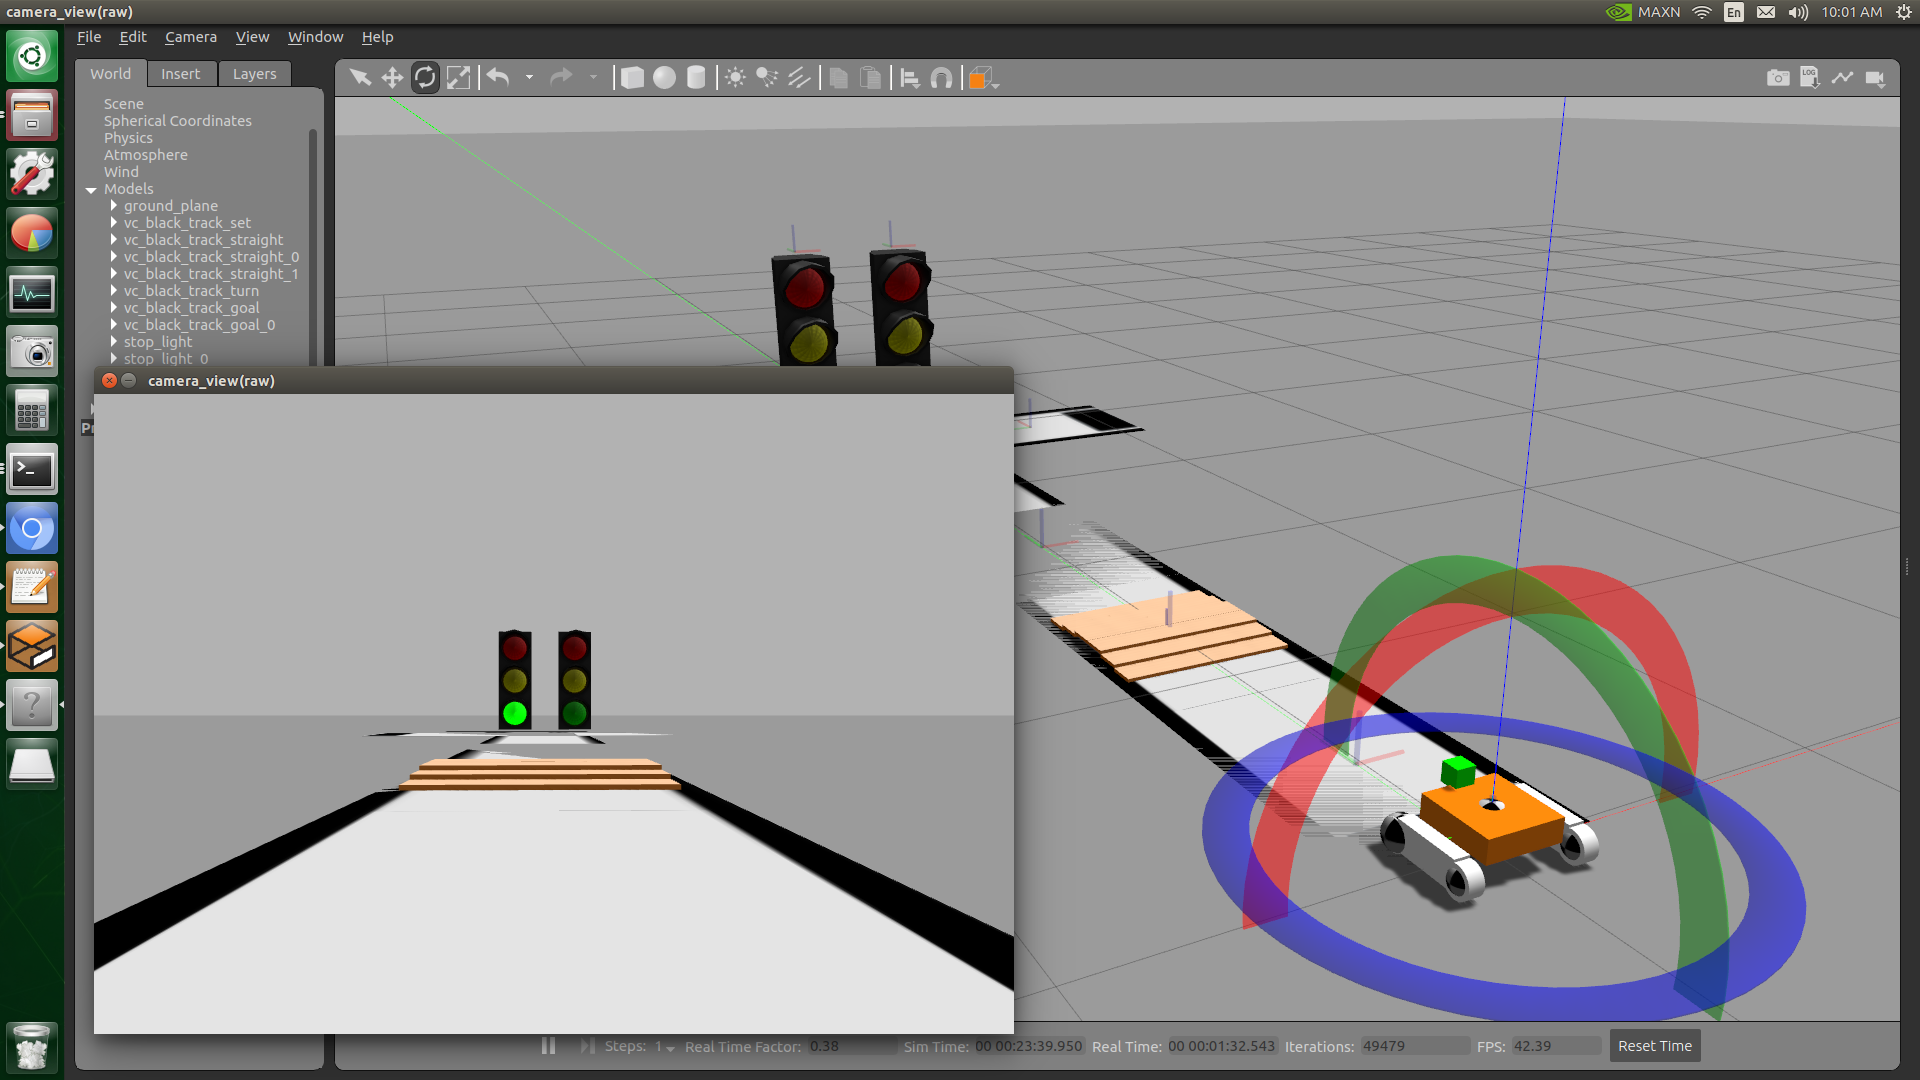 camera_view(raw)
MAXN
En
10:01 AM
File Edit Camera View Window Help
World Insert Layers
LOG
Scene
Spherical Coordinates
Physics
Atmosphere
Wind
Models
ground_plane
vc_black_track_set
vc_black_track_straight
vc_black_track_straight_0
vc_black_track_straight_1
vc_black_track_turn
vc_black_track_goal
vc_black_track_goal_0
stop_light
stop_light_0
camera_view(raw)
Pr
Steps: 1 Real Time Factor: 0.38 Sim Time: 00 00:23:39.950 Real Time: 00 00:01:32.543 Iterations: 49479 FPS: 42.39 Reset Time